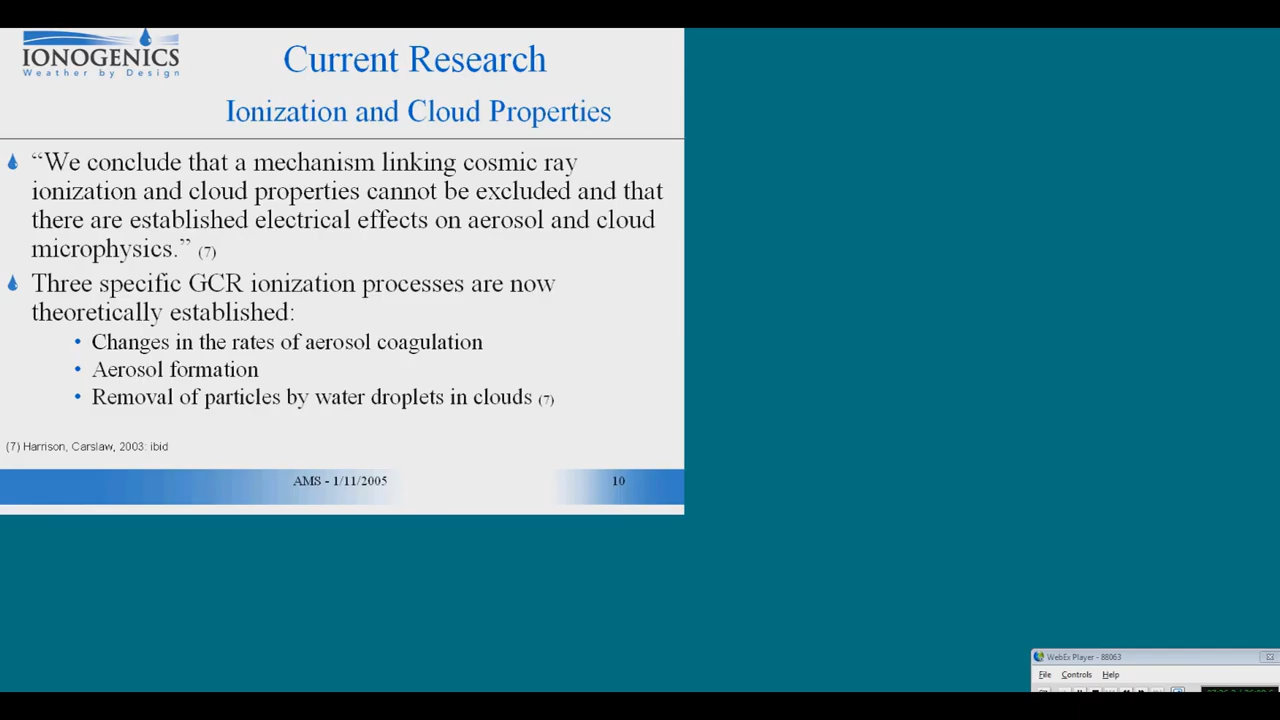 IONOGENICS
Weather by Design
Current Research
Ionization and Cloud Properties
“We conclude that a mechanism linking cosmic ray
ionization and cloud properties cannot be excluded and that
there are established electrical effects on aerosol and cloud
microphysics.” (7)
Three specific GCR ionization processes are now
theoretically established:
• Changes in the rates of aerosol coagulation
• Aerosol formation
• Removal of particles by water droplets in clouds (7)
(7) Harrison, Carslaw, 2003: ibid
AMS - 1/11/2005
10
WebEx Player - 88063
File Controls Help